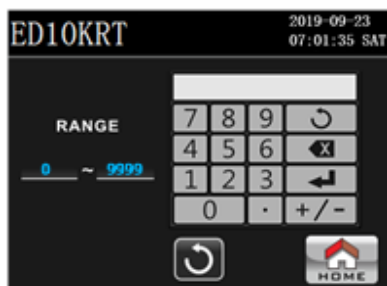 ED10KRT
2019-09-23
07:01:35 SAT
RANGE
0 ~ 9999
7 8 9
4 5 6
1 2 3
0 . +/-
HOME